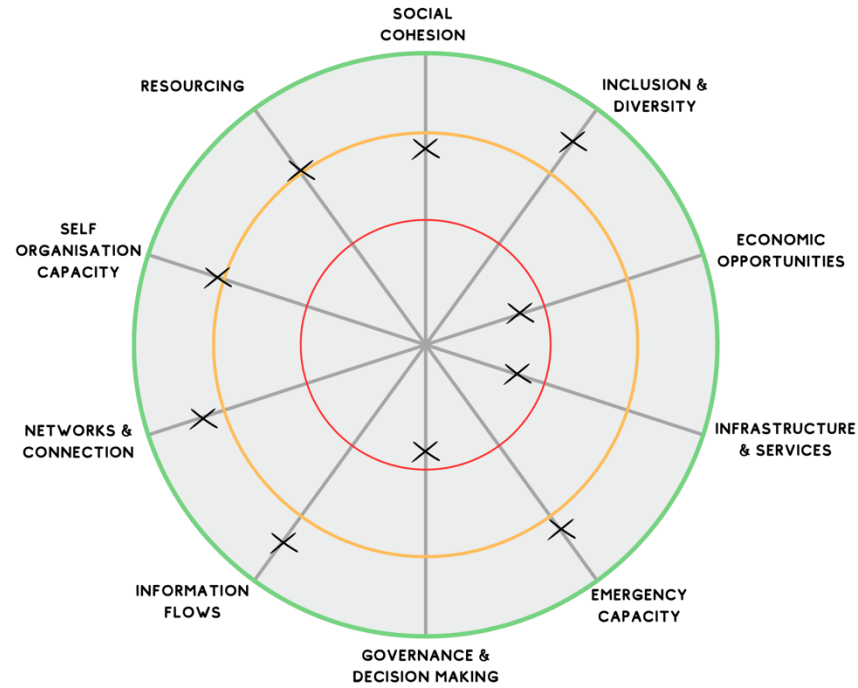 SOCIAL
COHESION
INCLUSION &
DIVERSITY
ECONOMIC
OPPORTUNITIES
INFRASTRUCTURE
& SERVICES
EMERGENCY
CAPACITY
GOVERNANCE &
DECISION MAKING
INFORMATION
FLOWS
NETWORKS &
CONNECTION
SELF
ORGANISATION
CAPACITY
RESOURCING